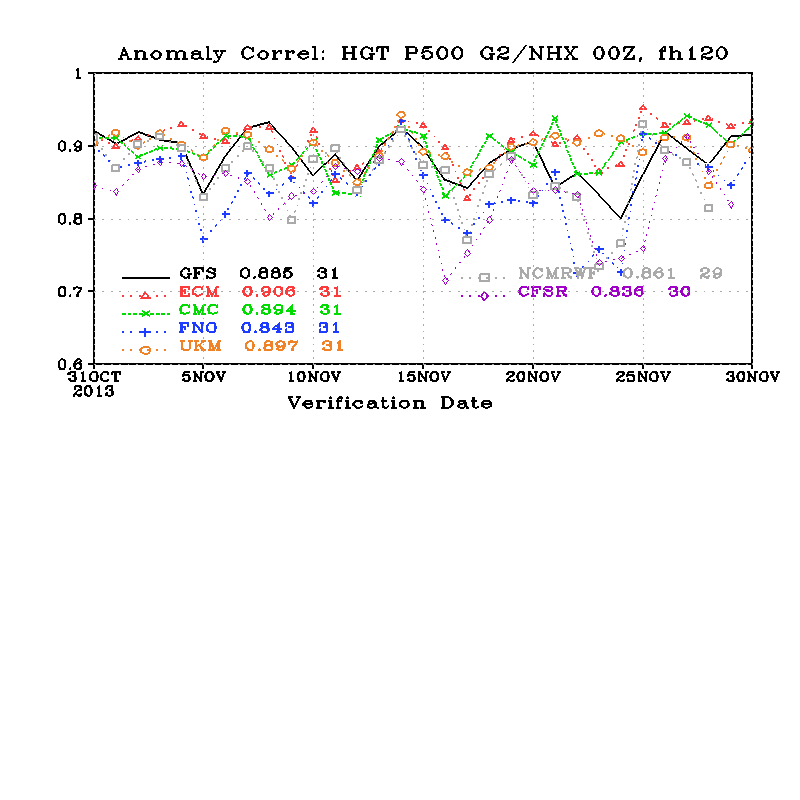 Anomaly Correl: HGT P500 G2/NHX 00Z, fh120
1
0.9
0.8
0.7
0.6
GFS 0.885 31
ECM 0.906 31
CMC 0.894 31
FNO 0.843 31
UKM 0.897 31
NCMRWF 0.861 29
CFSR 0.836 30
31OCT 5NOV 10NOV 15NOV 20NOV 25NOV 30NOV
2013
Verification Date